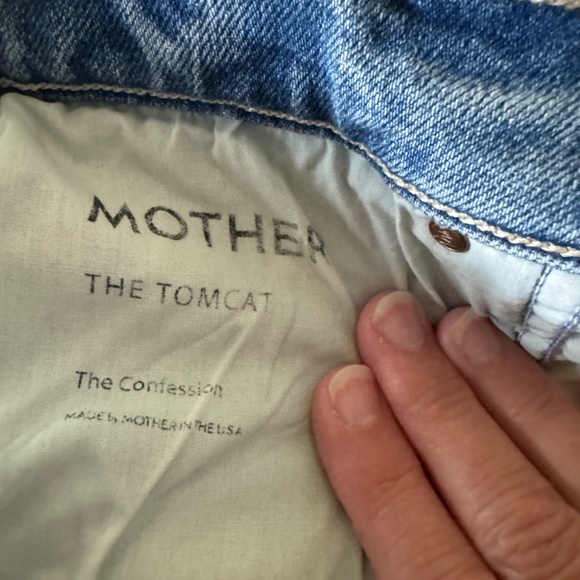 MOTHER
THE TOMCAT
The Confession
MADE by MOTHER IN THE USA